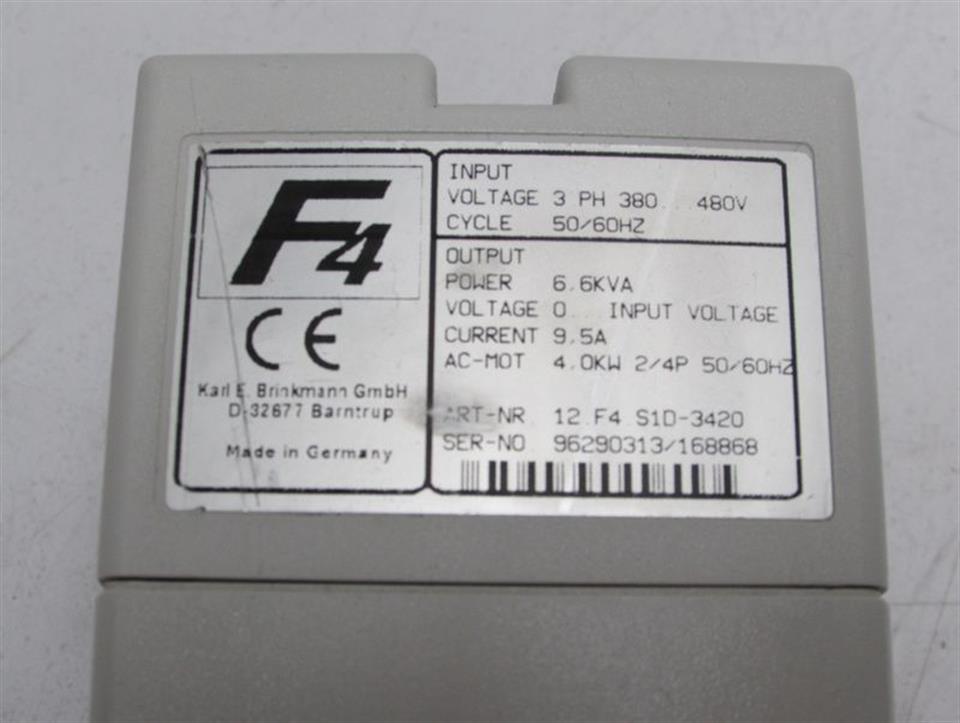 F4
CE
Karl E. Brinkmann GmbH
D-32677 Barntrup
Made in Germany
INPUT
VOLTAGE 3 PH 380...480V
CYCLE 50/60HZ
OUTPUT
POWER 6,6KVA
VOLTAGE 0... INPUT VOLTAGE
CURRENT 9,5A
AC-MOT 4,0KW 2/4P 50/60HZ
ART-NR 12.F4.S1D-3420
SER-NO 96290313/168868